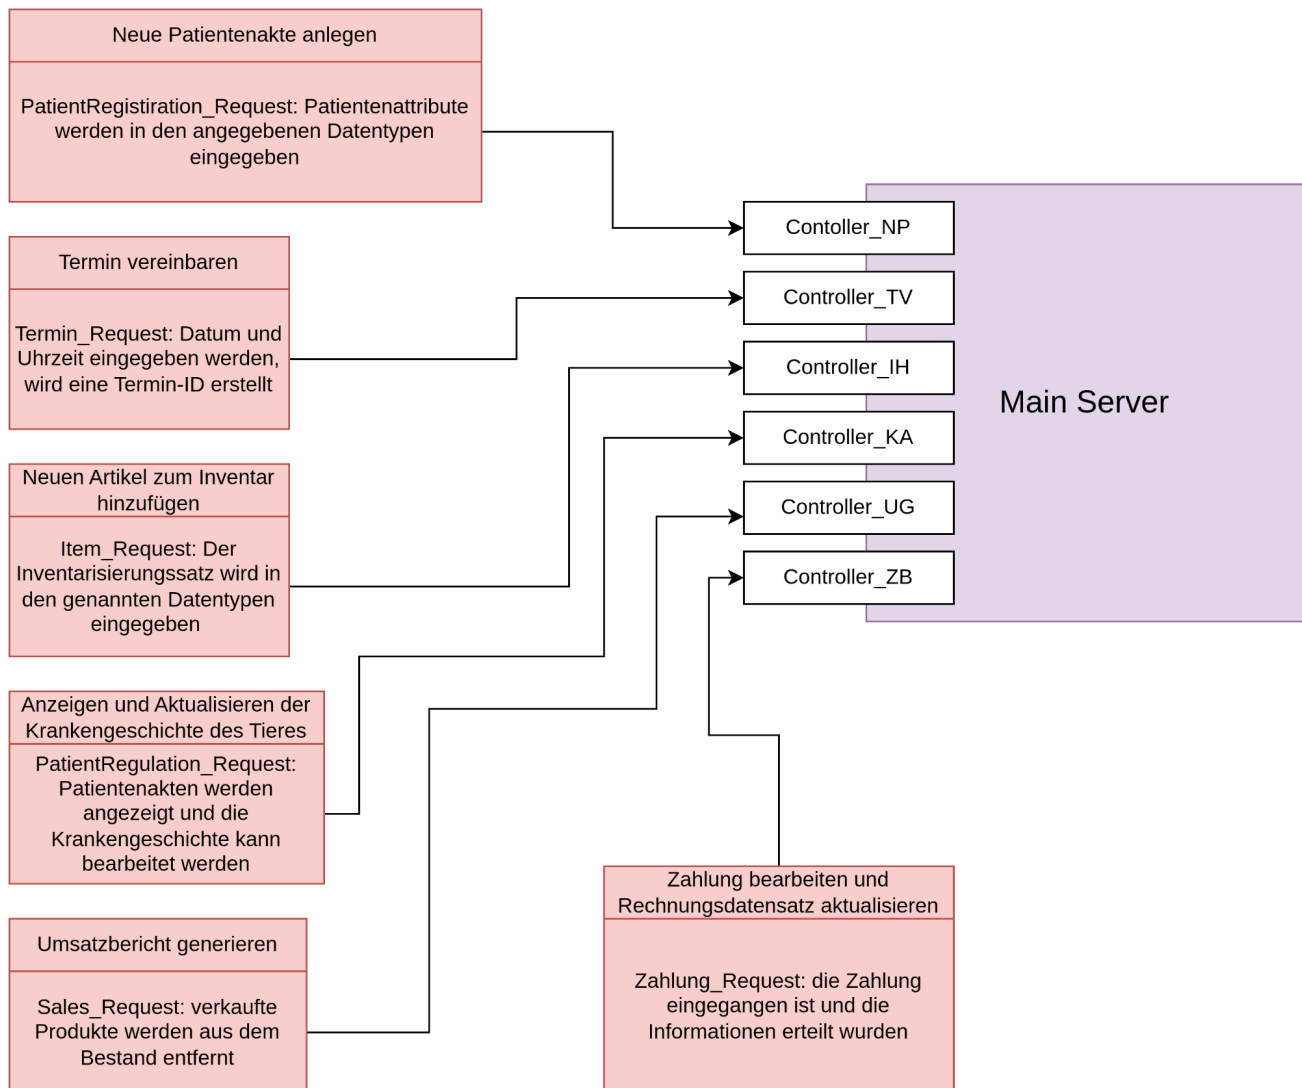 Neue Patientenakte anlegen
PatientRegistiration_Request: Patientenattribute
werden in den angegebenen Datentypen
eingegeben
Termin vereinbaren
Termin_Request: Datum und
Uhrzeit eingegeben werden,
wird eine Termin-ID erstellt
Neuen Artikel zum Inventar
hinzufügen
Item_Request: Der
Inventarisierungssatz wird in
den genannten Datentypen
eingegeben
Anzeigen und Aktualisieren der
Krankengeschichte des Tieres
PatientRegulation_Request:
Patientenakten werden
angezeigt und die
Krankengeschichte kann
bearbeitet werden
Umsatzbericht generieren
Sales_Request: verkaufte
Produkte werden aus dem
Bestand entfernt
Contoller_NP
Controller_TV
Controller_IH
Controller_KA
Controller_UG
Controller_ZB
Main Server
Zahlung bearbeiten und
Rechnungsdatensatz aktualisieren
Zahlung_Request: die Zahlung
eingegangen ist und die
Informationen erteilt wurden